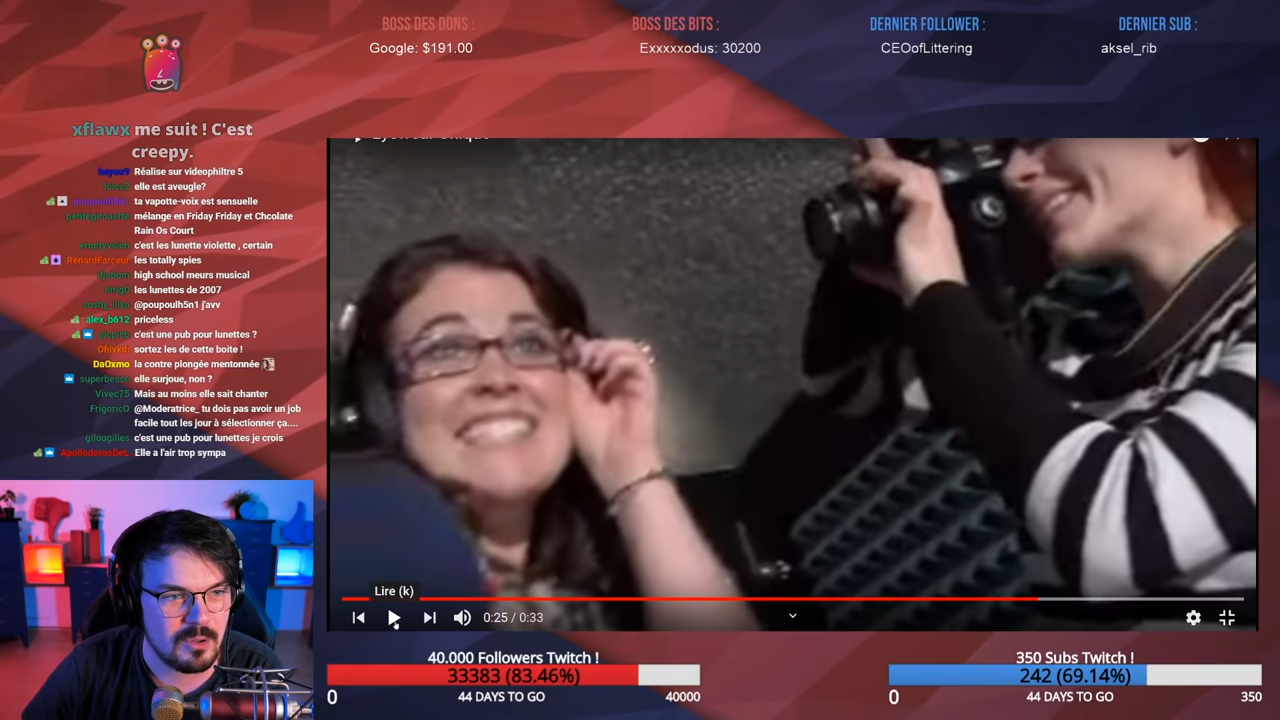 BOSS DES DONS :
Google: $191.00
BOSS DES BITS :
Exxxxxodus: 30200
DERNIER FOLLOWER :
CEOofLittering
DERNIER SUB :
aksel_rib
xflawx me suit ! C'est
creepy.
Réalise sur videophiltre 5
elle est aveugle?
ta vapotte-voix est sensuelle
mélange en Friday Friday et Chcolate
Rain Os Court
c'est les lunette violette , certain
RenardFarceur les totally spies
high school meurs musical
les lunettes de 2007
@poupoulh5n1 j'avv
alex_b612 priceless
c'est une pub pour lunettes ?
Ohlykdi sortez les de cette boite !
DaOxmo la contre plongée mentonnée
superbesse elle surjoue, non ?
Vivec75 Mais au moins elle sait chanter
FrigoricO @Moderatrice_ tu dois pas avoir un job
facile tout les jour à sélectionner ça....
gilougilles c'est une pub pour lunettes je crois
ApollodorosDeL Elle a l'air trop sympa
Lire (k)
0:25 / 0:33
40.000 Followers Twitch !
33383 (83.46%)
0
44 DAYS TO GO
40000
350 Subs Twitch !
242 (69.14%)
0
44 DAYS TO GO
350